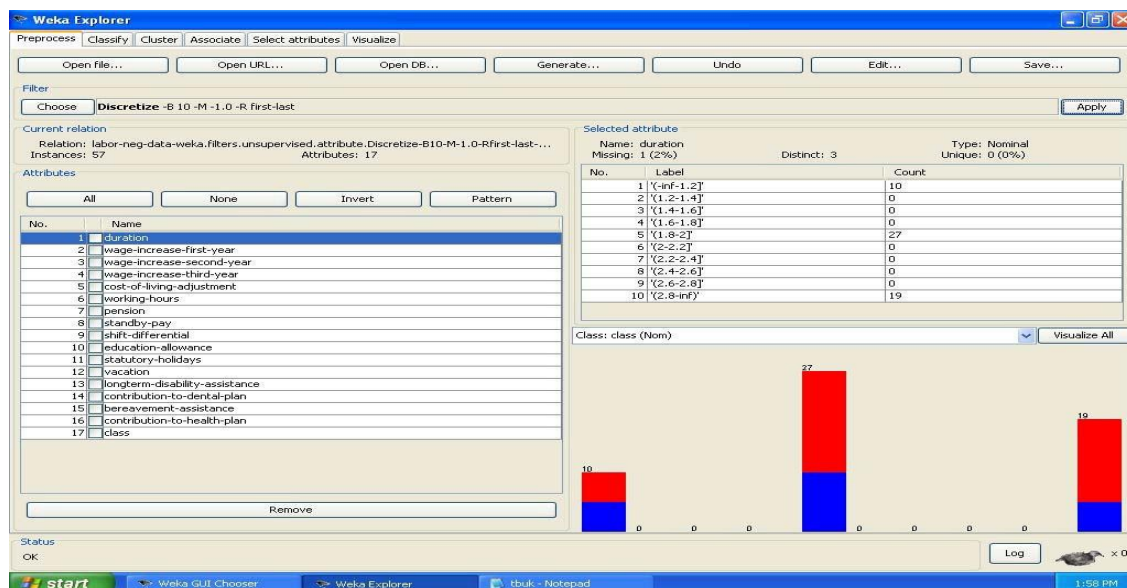 Weka Explorer
Preprocess Classify Cluster Associate Select attributes Visualize
Open file... Open URL... Open DB... Generate... Undo Edit... Save...
Filter
Choose Discretize -B 10 -M -1.0 -R first-last Apply
Current relation
Relation: labor-neg-data-weka.filters.unsupervised.attribute.Discretize-B10-M-1.0-Rfirst-last-...
Instances: 57 Attributes: 17
Attributes
All None Invert Pattern
No. Name
1 duration
2 wage-increase-first-year
3 wage-increase-second-year
4 wage-increase-third-year
5 cost-of-living-adjustment
6 working-hours
7 pension
8 standby-pay
9 shift-differential
10 education-allowance
11 statutory-holidays
12 vacation
13 longterm-disability-assistance
14 contribution-to-dental-plan
15 bereavement-assistance
16 contribution-to-health-plan
17 class
Remove
Selected attribute
Name: duration Type: Nominal
Missing: 1 (2%) Distinct: 3 Unique: 0 (0%)
No. Label Count
1 '(-inf-1.2]' 10
2 '(1.2-1.4]' 0
3 '(1.4-1.6]' 0
4 '(1.6-1.8]' 0
5 '(1.8-2]' 27
6 '(2-2.2]' 0
7 '(2.2-2.4]' 0
8 '(2.4-2.6]' 0
9 '(2.6-2.8]' 0
10 '(2.8-inf)' 19
Class: class (Nom) Visualize All
27
19
10
0 0 0 0 0 0 0
Status
OK Log x 0
start Weka GUI Chooser Weka Explorer tbuk - Notepad 1:58 PM